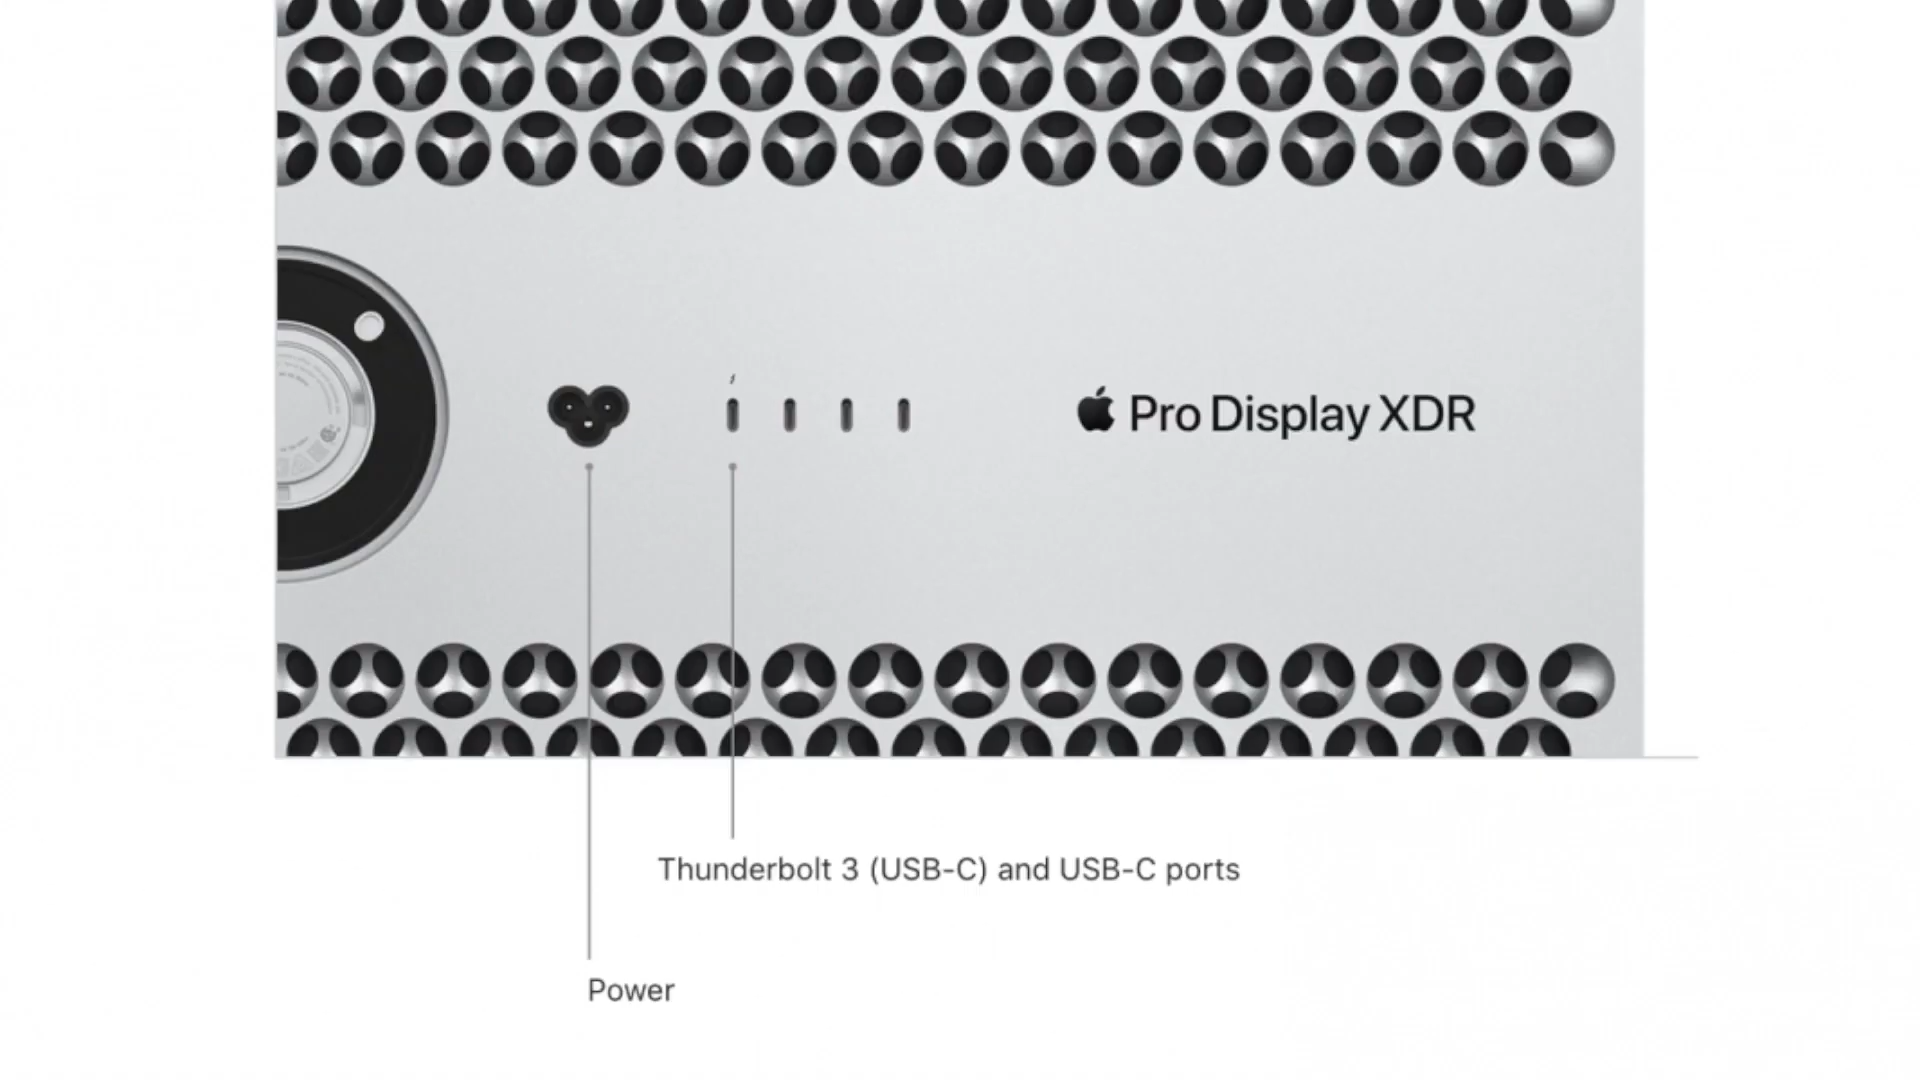 Pro Display XDR
Thunderbolt 3 (USB-C) and USB-C ports
Power